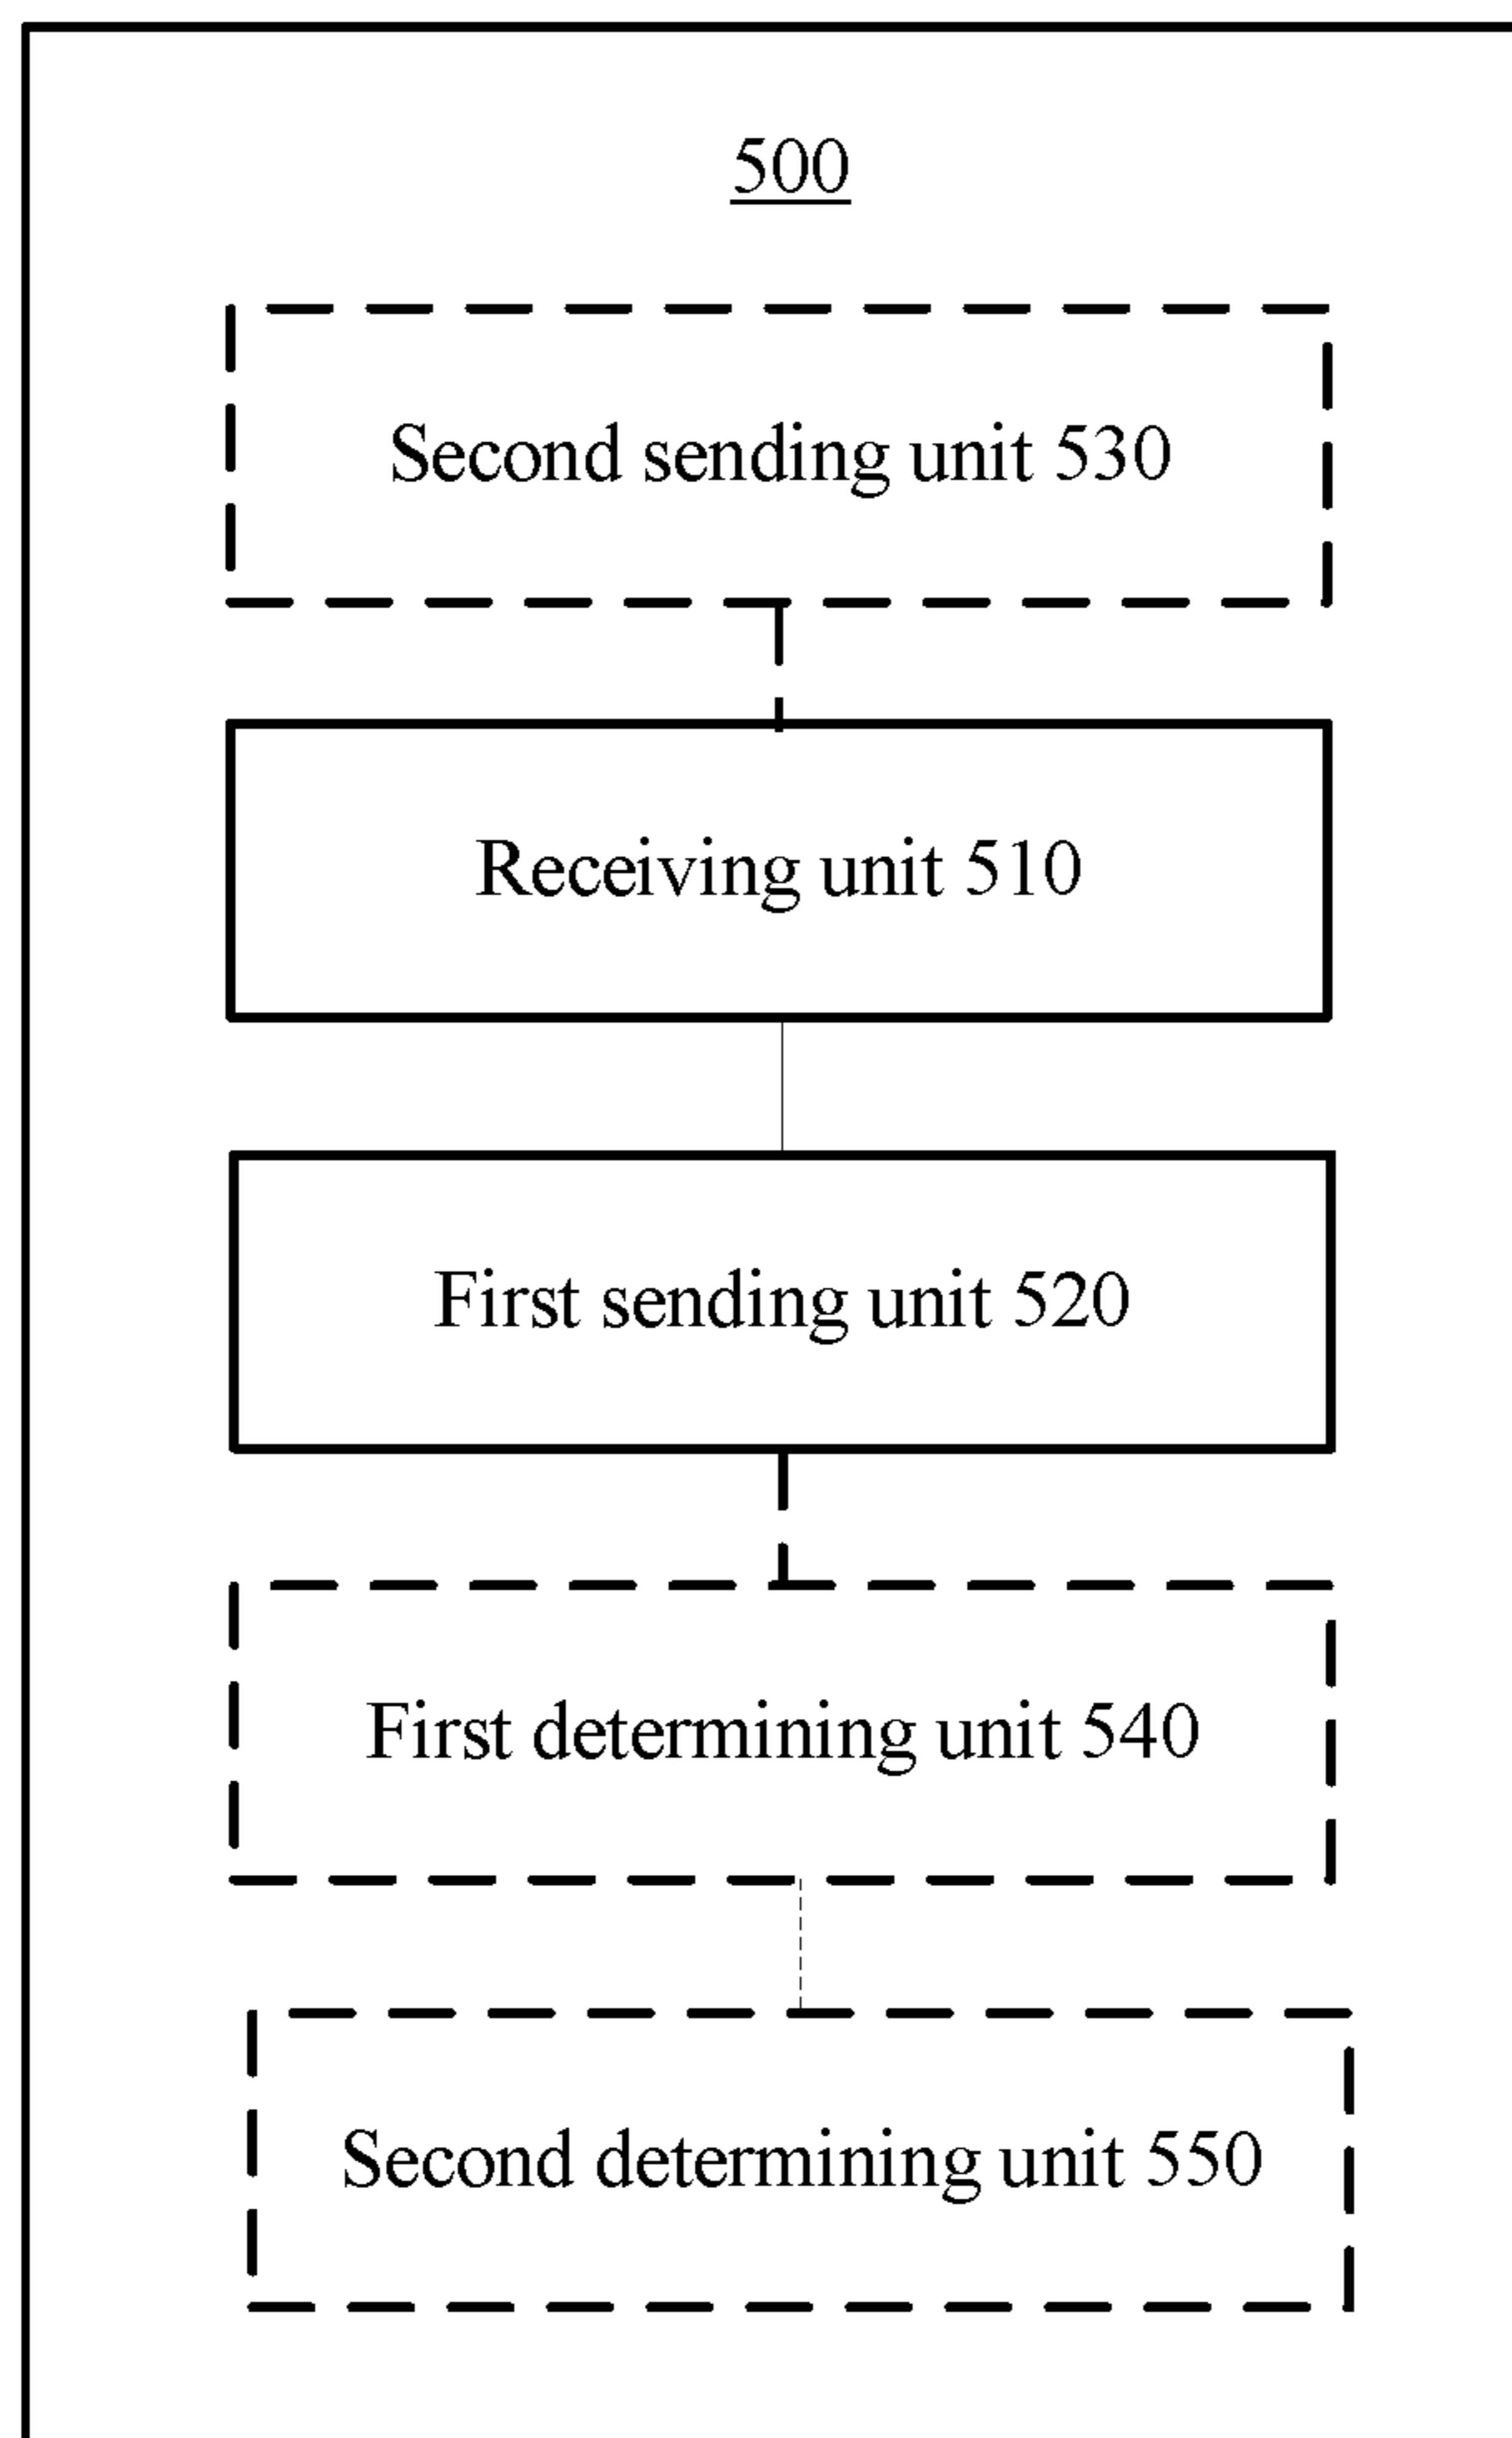 500
Second sending unit 530
Receiving unit 510
First sending unit 520
First determining unit 540
Second determining unit 550